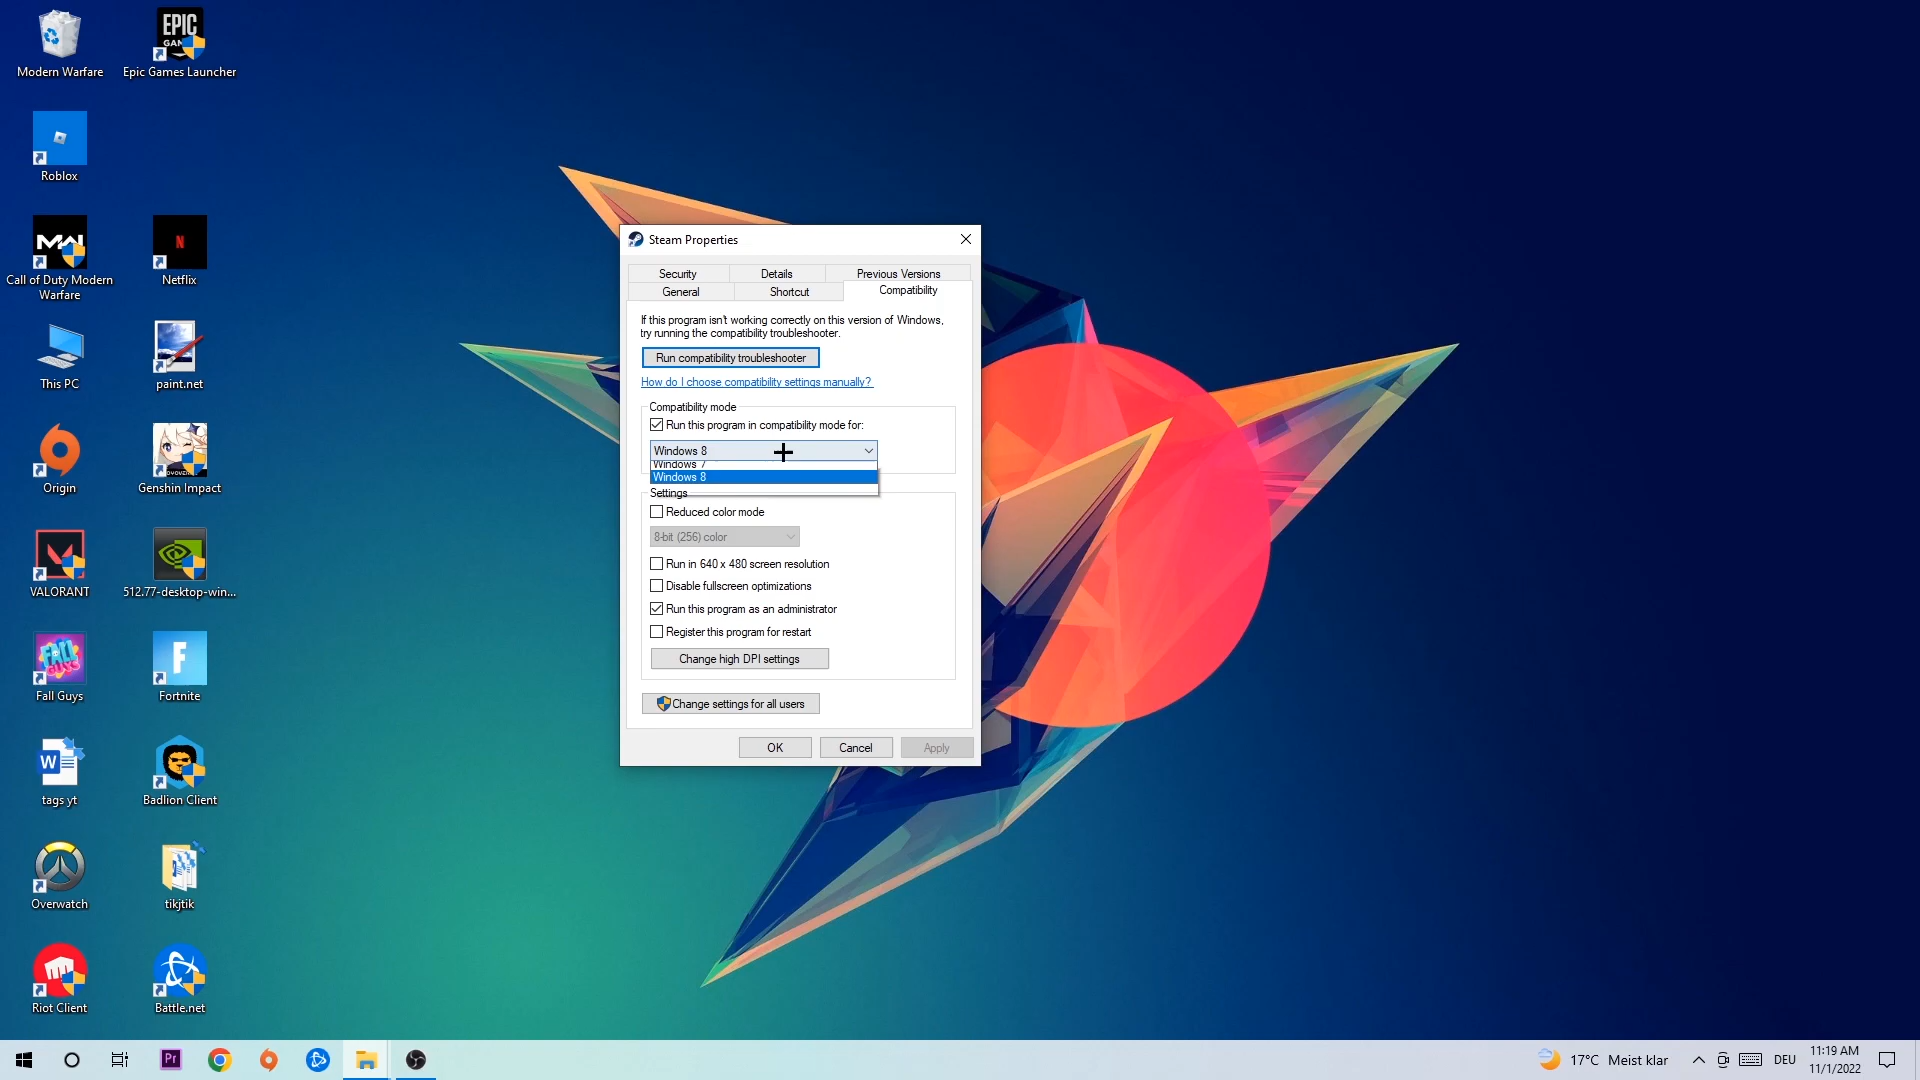 Modern Warfare
EPIC
GAMES
Epic Games Launcher
Roblox
MW
Call of Duty Modern
Warfare
N
Netflix
This PC
paint.net
Origin
Genshin Impact
VALORANT
512.77-desktop-win...
FALL
GUYS
Fall Guys
F
Fortnite
W
tags yt
Badlion Client
Overwatch
tikjtik
Riot Client
Battle.net
Steam Properties
Security
Details
Previous Versions
General
Shortcut
Compatibility
If this program isn't working correctly on this version of Windows,
try running the compatibility troubleshooter.
Run compatibility troubleshooter
How do I choose compatibility settings manually?
Compatibility mode
Run this program in compatibility mode for:
Windows 8
Windows 7
Windows 8
Settings
Reduced color mode
8-bit (256) color
Run in 640 x 480 screen resolution
Disable fullscreen optimizations
Run this program as an administrator
Register this program for restart
Change high DPI settings
Change settings for all users
OK
Cancel
Apply
Pr
17°C Meist klar
DEU
11:19 AM
11/1/2022